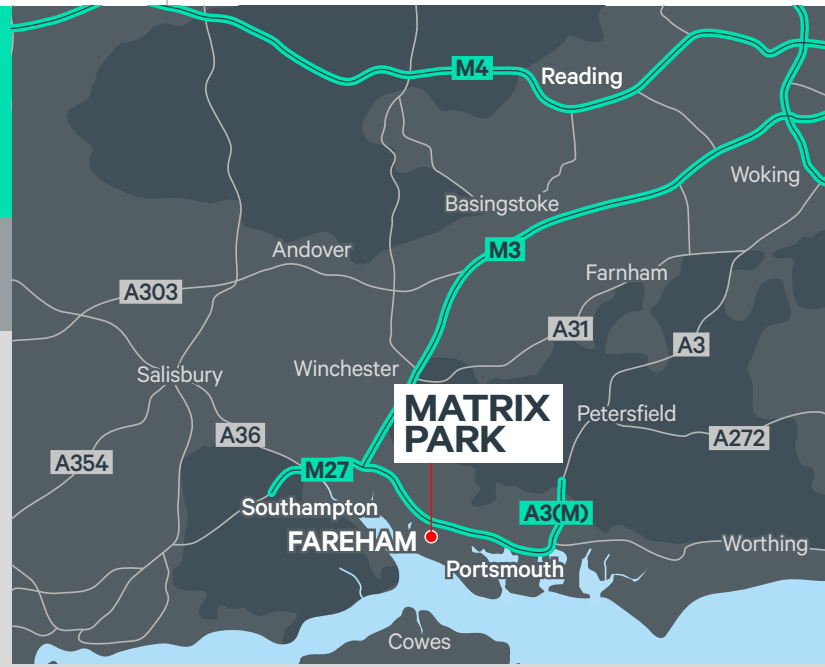 M4
Reading
Woking
Basingstoke
Andover
M3
Farnham
A303
A31
A3
Winchester
Salisbury
MATRIX
PARK
Petersfield
A36
A272
A354
M27
Southampton
A3(M)
FAREHAM
Worthing
Portsmouth
Cowes